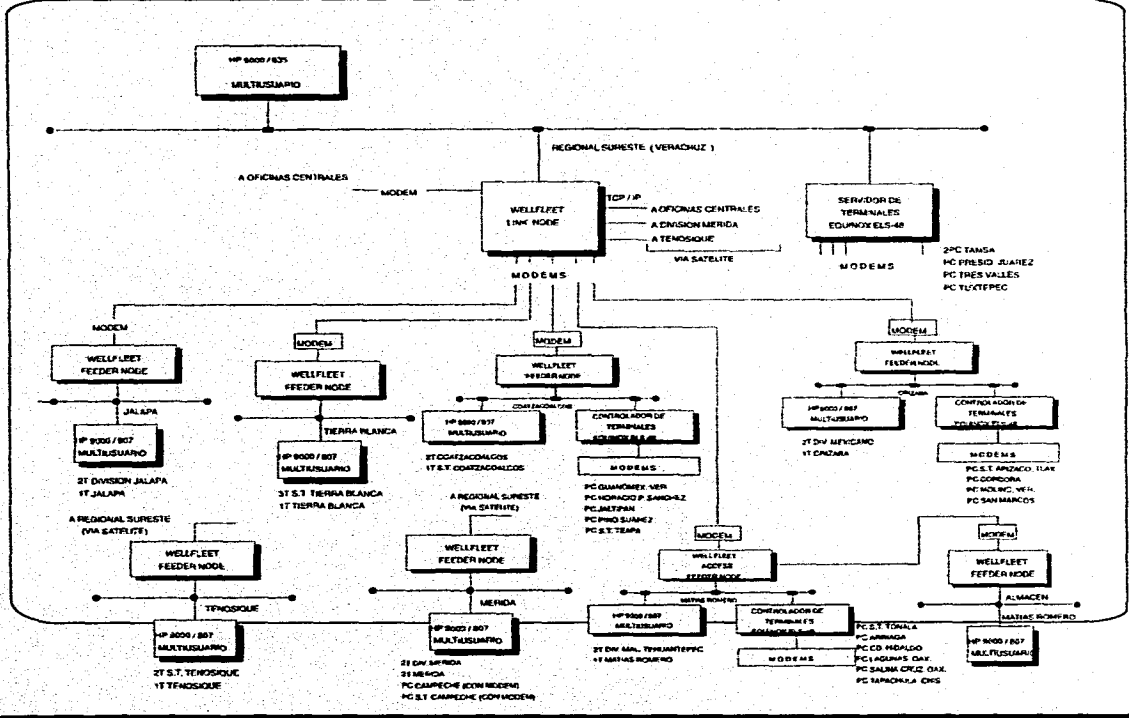 HP 9000 / 835
MULTIUSUARIO
REGIONAL SURESTE ( VERACRUZ )
A OFICINAS CENTRALES
MODEM
WELLFLEET
LINK NODE
TCP / IP
A OFICINAS CENTRALES
A DIVISION MERIDA
A TENOSIQUE
VIA SATELITE
SERVIDOR DE
TERMINALES
EQUINOX ELS-48
MODEMS
2PC TAMSA
PC PRESID. JUAREZ
PC TRES VALLES
PC TUXTEPEC
MODEMS
MODEM
WELLFLEET
FEEDER NODE
JALAPA
HP 9000 / 807
MULTIUSUARIO
2T DIVISION JALAPA
1T JALAPA
MODEM
WELLFLEET
FEEDER NODE
TIERRA BLANCA
HP 9000 / 807
MULTIUSUARIO
3T S.T. TIERRA BLANCA
1T TIERRA BLANCA
MODEM
WELLFLEET
FEEDER NODE
COATZACOALCOS
HP 9000 / 837
MULTIUSUARIO
2T COATZACOALCOS
1T S.T. COATZACOALCOS
CONTROLADOR DE
TERMINALES
EQUINOX ELS-48
MODEMS
PC GUANOMEX, VER
PC HORACIO P. SANCHEZ
PC JALTIPAN
PC PINO SUAREZ
PC S.T. TEAPA
MODEM
WELLFLEET
FEEDER NODE
ORIZABA
HP 9000 / 807
MULTIUSUARIO
2T DIV. MEXICANO
1T ORIZABA
CONTROLADOR DE
TERMINALES
EQUINOX ELS-48
MODEMS
PC S.T. APIZACO, TLAX
PC CORDOBA
PC MOLINO, VER.
PC SAN MARCOS
A REGIONAL SURESTE
(VIA SATELITE)
WELLFLEET
FEEDER NODE
TENOSIQUE
HP 9000 / 807
MULTIUSUARIO
2T S.T. TENOSIQUE
1T TENOSIQUE
A REGIONAL SURESTE
(VIA SATELITE)
WELLFLEET
FEEDER NODE
MERIDA
HP 9000 / 807
MULTIUSUARIO
2T DIV. MERIDA
2T MERIDA
PC CAMPECHE (CON MODEM)
PC S.T. CAMPECHE (CON MODEM)
MODEM
WELLFLEET
ACCESS
FEEDER NODE
MATIAS ROMERO
HP 9000 / 807
MULTIUSUARIO
2T DIV. MAL. TEHUANTEPEC
1T MATIAS ROMERO
CONTROLADOR DE
TERMINALES
EQUINOX ELS-48
MODEMS
PC S.T. TONALA
PC ARRIAGA
PC CD. HIDALGO
PC LAGUNAS, OAX.
PC SALINA CRUZ, OAX.
PC TAPACHULA, CHIS
MODEM
WELLFLEET
FEEDER NODE
ALMACEN
MATIAS ROMERO
HP 9000 / 807
MULTIUSUARIO